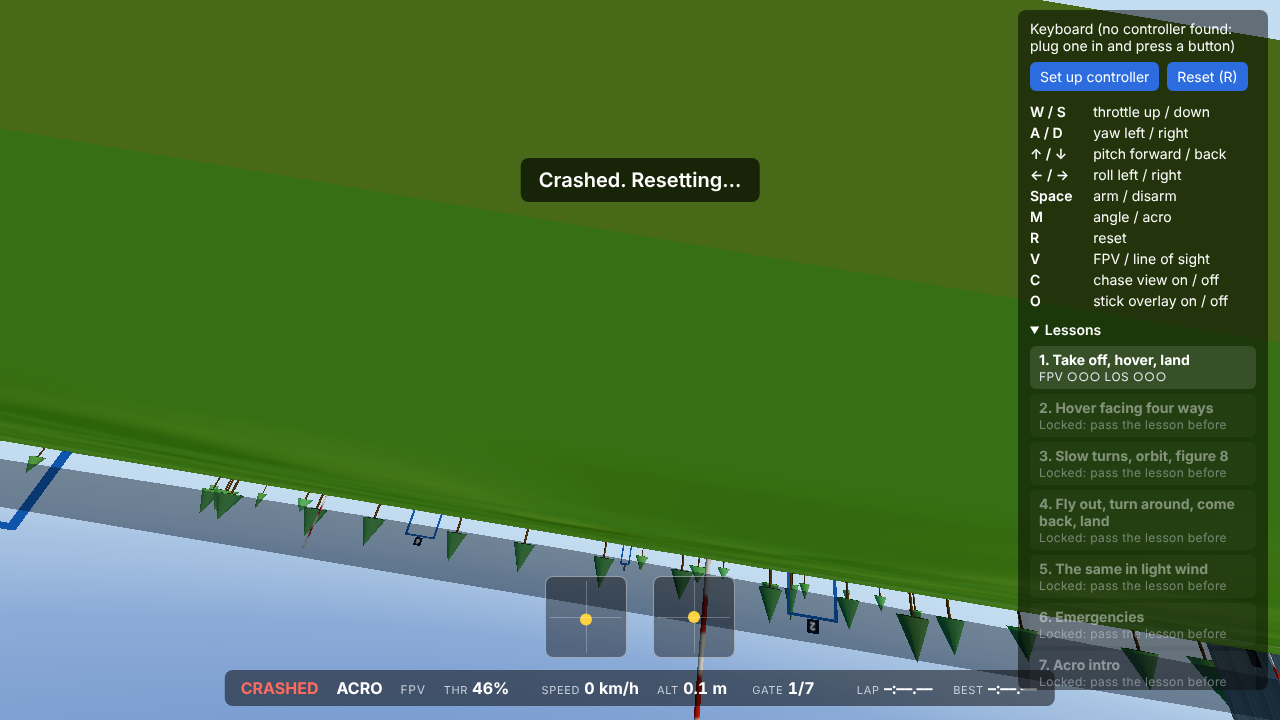 Keyboard (no controller found:
plug one in and press a button)
Set up controller Reset (R)
W / S throttle up / down
A / D yaw left / right
↑ / ↓ pitch forward / back
← / → roll left / right
Space arm / disarm
M angle / acro
R reset
V FPV / line of sight
C chase view on / off
O stick overlay on / off
▼ Lessons
1. Take off, hover, land
FPV ○○○ LOS ○○○
2. Hover facing four ways
Locked: pass the lesson before
3. Slow turns, orbit, figure 8
Locked: pass the lesson before
4. Fly out, turn around, come
back, land
Locked: pass the lesson before
5. The same in light wind
Locked: pass the lesson before
6. Emergencies
Locked: pass the lesson before
7. Acro intro
Locked: pass the lesson before
Crashed. Resetting...
CRASHED ACRO FPV THR 46% SPEED 0 km/h ALT 0.1 m GATE 1/7 LAP –:––.–– BEST –:––.––